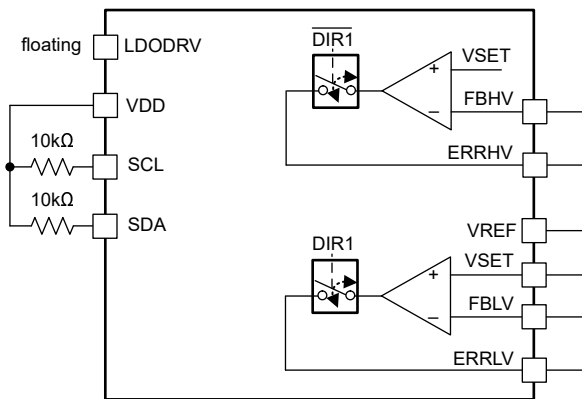 floating
LDODRV
DIR1
VSET
FBHV
VDD
10kΩ
SCL
ERRHV
10kΩ
SDA
VREF
DIR1
VSET
FBLV
ERRLV
+
−
+
−